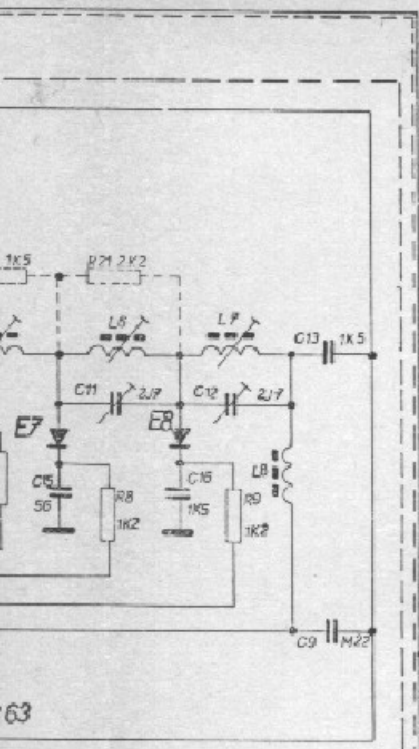 1K5
R21 2K2
L6
L7
C13 1K5
C11 2J7
C12 2J7
E7
E8
L8
C15
56
R8
1K2
C16
1K5
R9
1K2
C9 M22
63